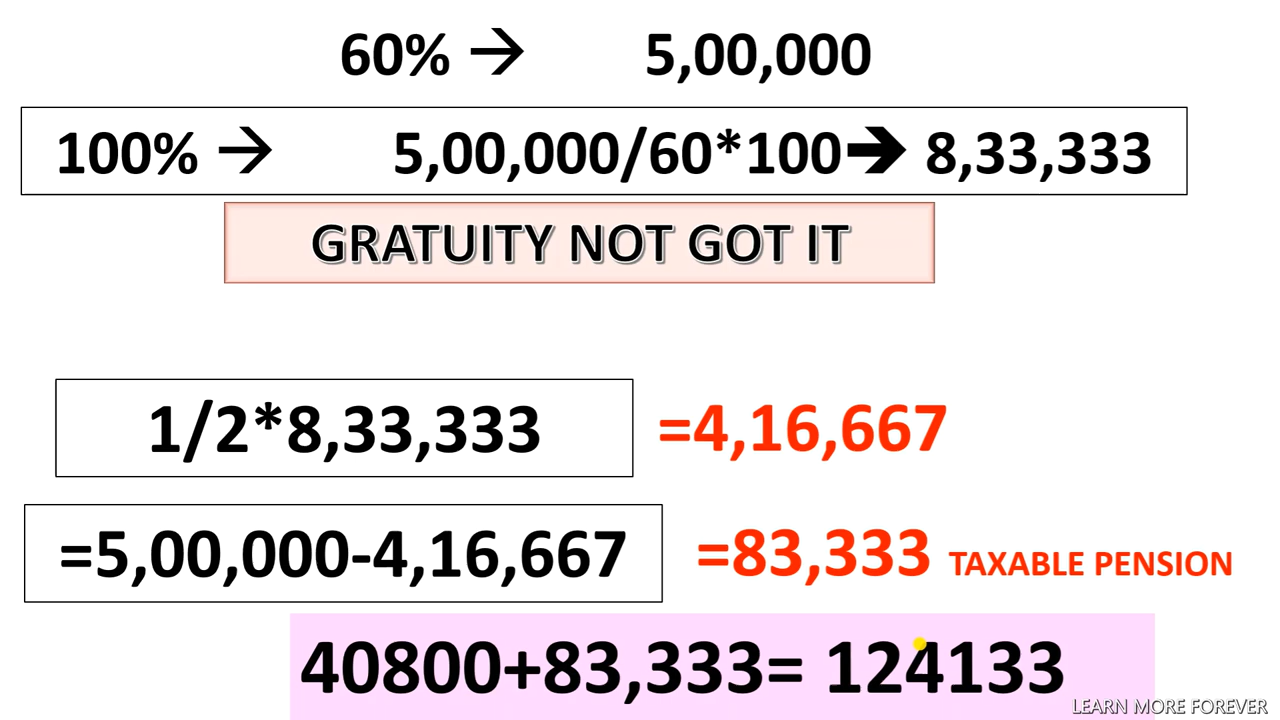 60% → 5,00,000
100% → 5,00,000/60*100➔ 8,33,333
GRATUITY NOT GOT IT
1/2*8,33,333 =4,16,667
=5,00,000-4,16,667 =83,333 TAXABLE PENSION
40800+83,333= 124133
LEARN MORE FOREVER